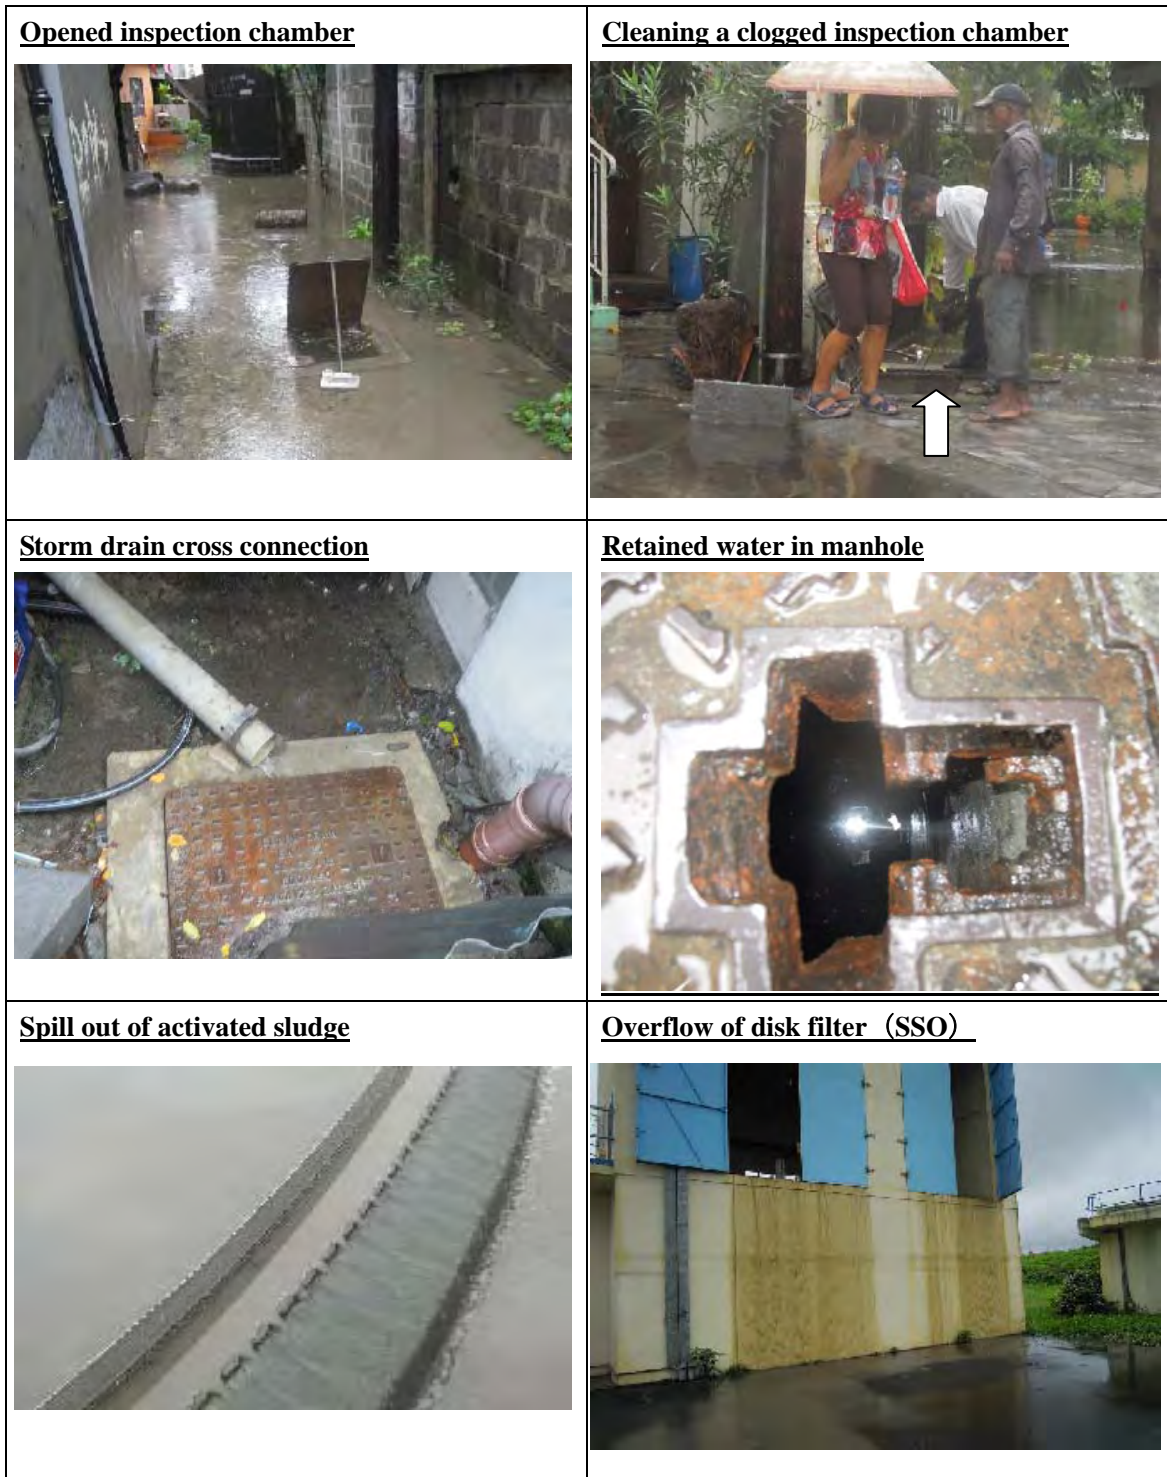 Opened inspection chamber
Cleaning a clogged inspection chamber
Storm drain cross connection
Retained water in manhole
Spill out of activated sludge
Overflow of disk filter（SSO）